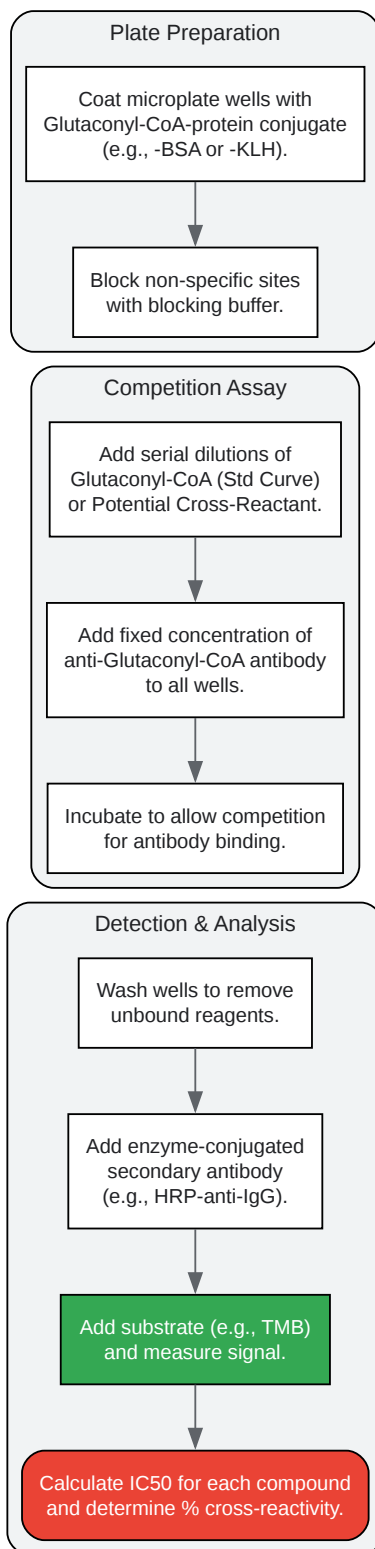 Plate Preparation
Coat microplate wells with
Glutaconyl-CoA-protein conjugate
(e.g., -BSA or -KLH).
Block non-specific sites
with blocking buffer.
Competition Assay
Add serial dilutions of
Glutaconyl-CoA (Std Curve)
or Potential Cross-Reactant.
Add fixed concentration of
anti-Glutaconyl-CoA antibody
to all wells.
Incubate to allow competition
for antibody binding.
Detection & Analysis
Wash wells to remove
unbound reagents.
Add enzyme-conjugated
secondary antibody
(e.g., HRP-anti-IgG).
Add substrate (e.g., TMB)
and measure signal.
Calculate IC50 for each compound
and determine % cross-reactivity.